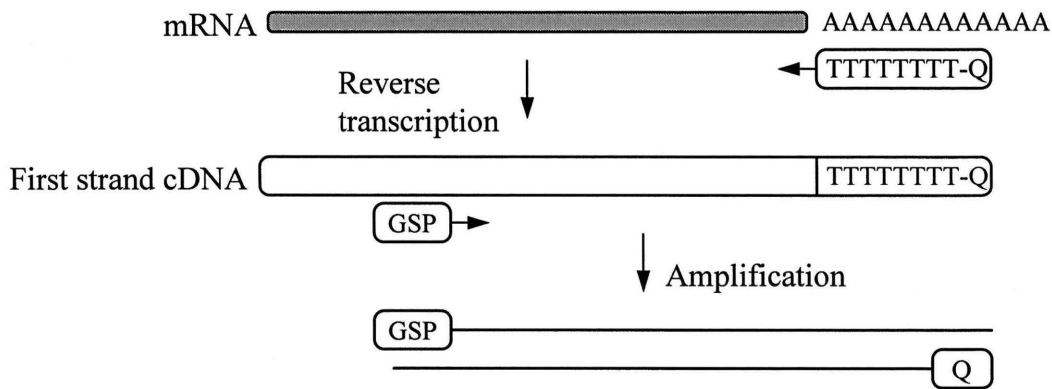 mRNA AAAAAAAAAAAA
TTTTTTTT-Q
Reverse
transcription
First strand cDNA TTTTTTTT-Q
GSP
Amplification
GSP
Q